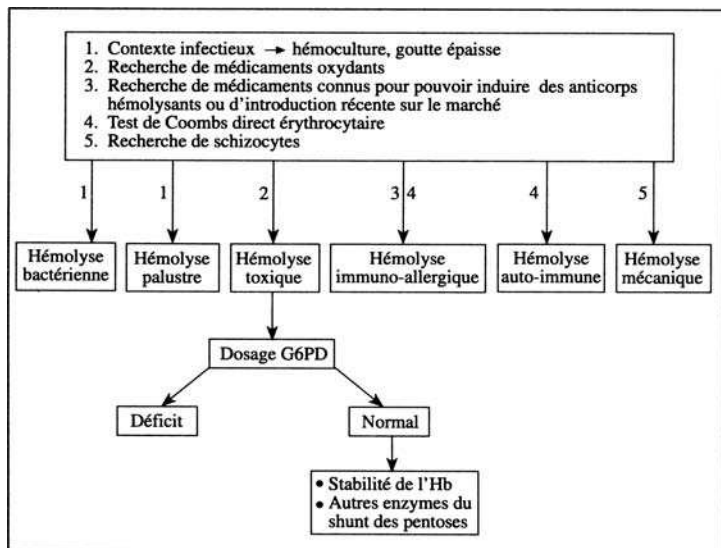 1. Contexte infectieux → hémoculture, goutte épaisse
2. Recherche de médicaments oxydants
3. Recherche de médicaments connus pour pouvoir induire des anticorps
hémolysants ou d'introduction récente sur le marché
4. Test de Coombs direct érythrocytaire
5. Recherche de schizocytes
1 1 2 3 4 4 5
Hémolyse bactérienne
Hémolyse palustre
Hémolyse toxique
Hémolyse immuno-allergique
Hémolyse auto-immune
Hémolyse mécanique
Dosage G6PD
Déficit
Normal
• Stabilité de l'Hb
• Autres enzymes du
shunt des pentoses